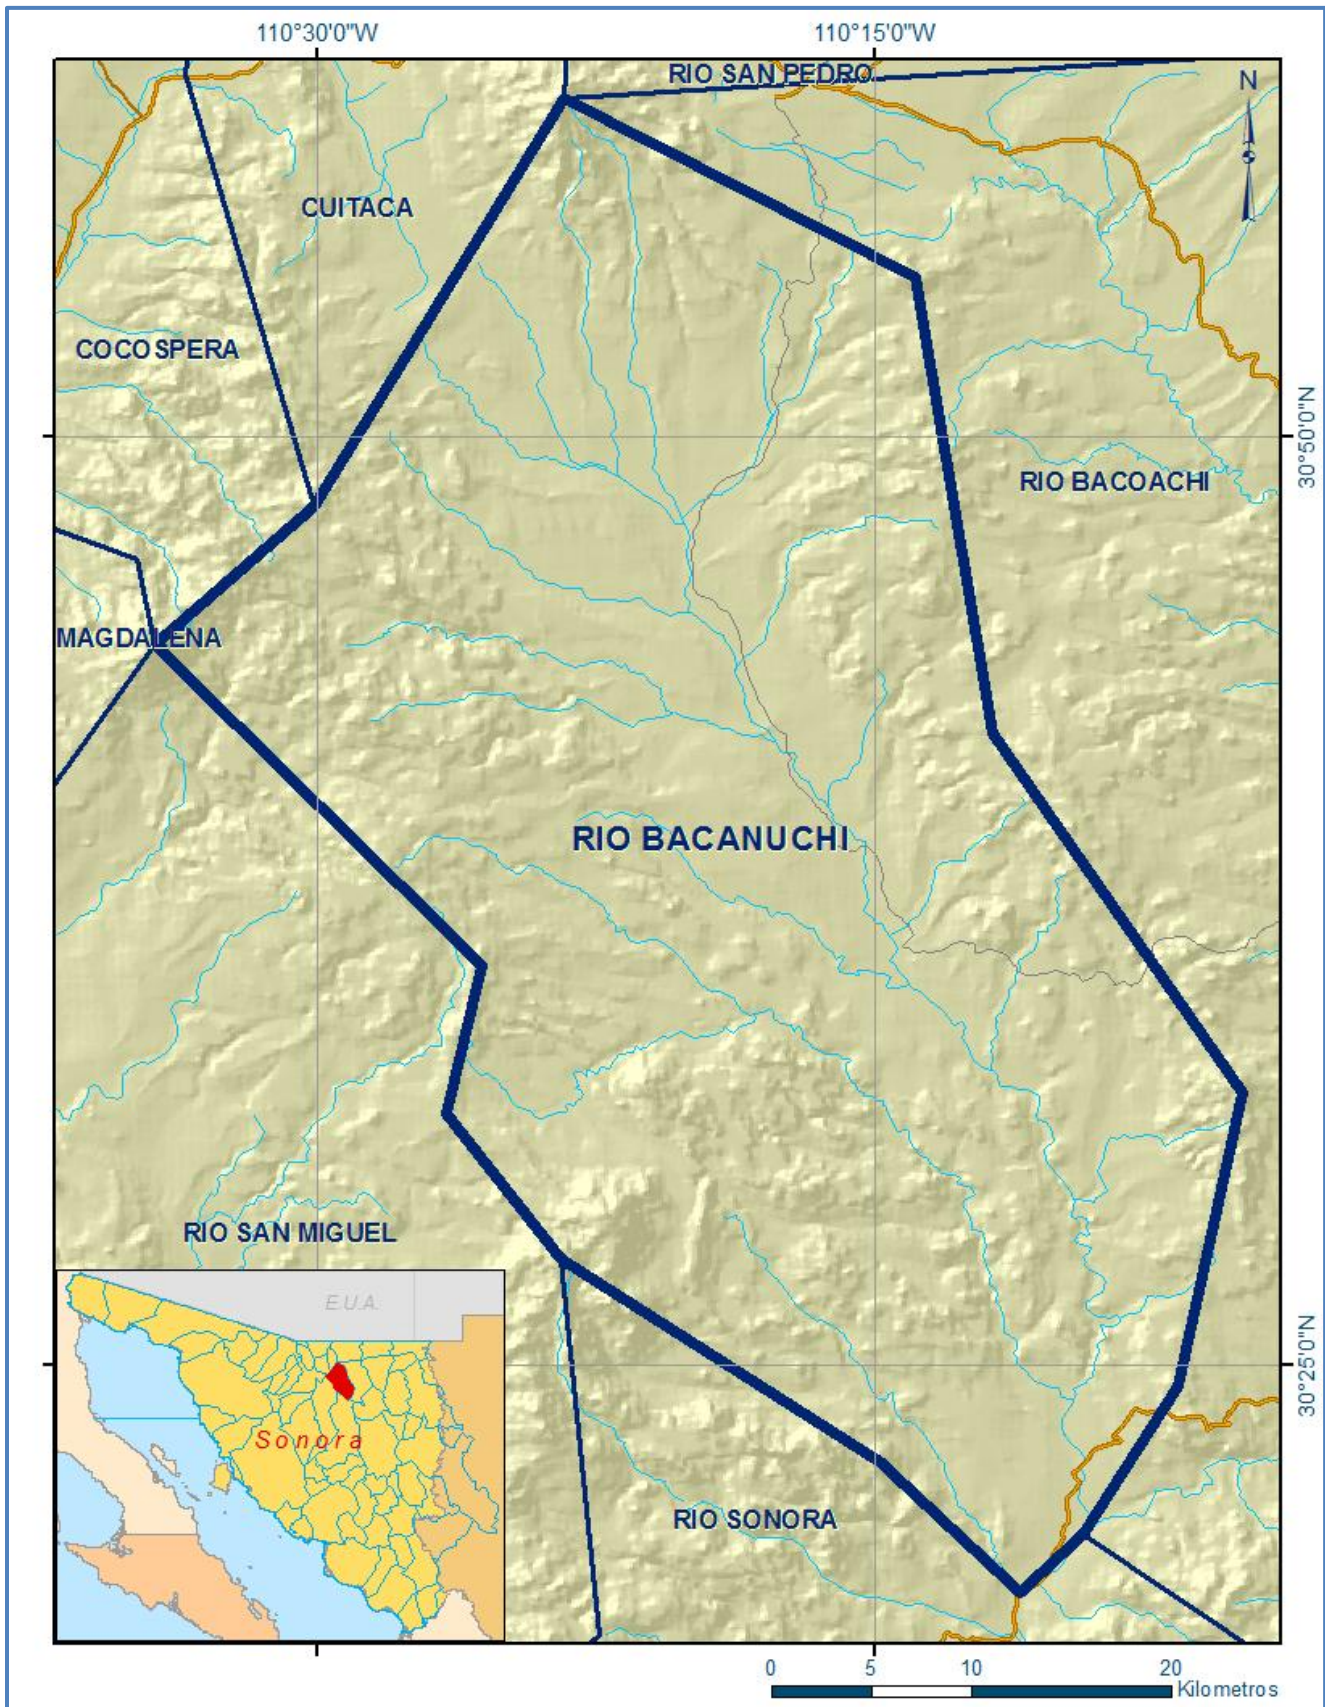 110°30'0"W
110°15'0"W
RIO SAN PEDRO
N
CUITACA
COCOSPERA
30°50'0"N
RIO BACOACHI
MAGDALENA
RIO BACANUCHI
RIO SAN MIGUEL
E.U.A.
30°25'0"N
Sonora
RIO SONORA
0 5 10 20
Kilometros